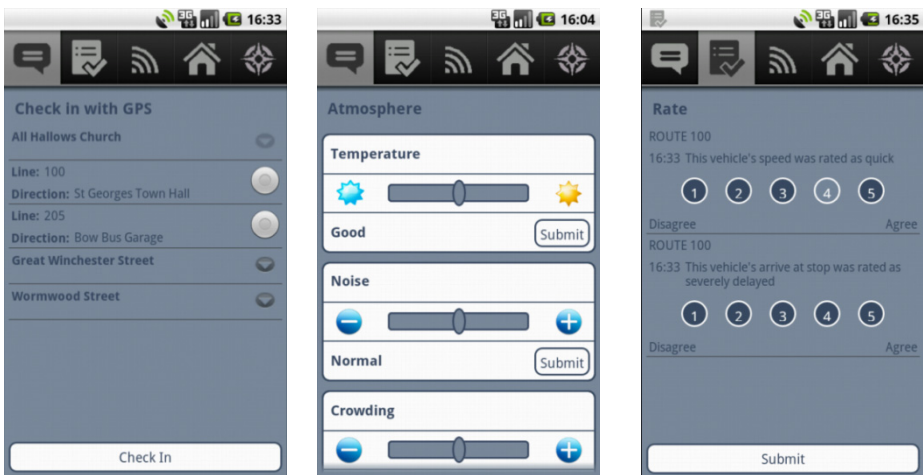 3G 16:33
Check in with GPS
All Hallows Church
Line: 100
Direction: St Georges Town Hall
Line: 205
Direction: Bow Bus Garage
Great Winchester Street
Wormwood Street
Check In
3G 16:04
Atmosphere
Temperature
Good Submit
Noise
Normal Submit
Crowding
3G 16:35
Rate
ROUTE 100
16:33 This vehicle's speed was rated as quick
1 2 3 4 5
Disagree Agree
ROUTE 100
16:33 This vehicle's arrive at stop was rated as
severely delayed
1 2 3 4 5
Disagree Agree
Submit